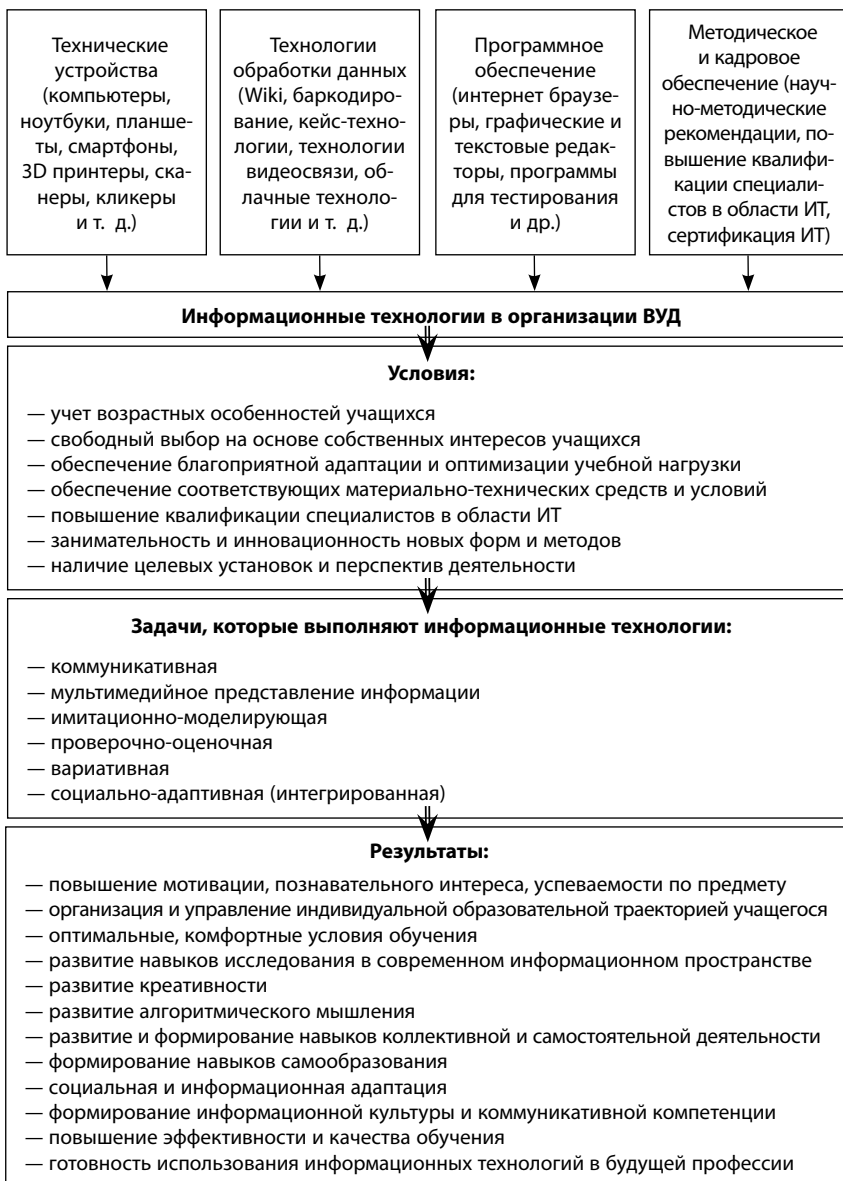 Технические
устройства
(компьютеры,
ноутбуки, планше-
ты, смартфоны,
3D принтеры, ска-
неры, кликеры
и т. д.)
Технологии
обработки данных
(Wiki, баркодиро-
вание, кейс-техно-
логии, технологии
видеосвязи, об-
лачные техноло-
гии и т. д.)
Программное
обеспечение
(интернет браузе-
ры, графические и
текстовые редак-
торы, программы
для тестирования
и др.)
Методическое
и кадровое
обеспечение (науч-
но-методические
рекомендации, по-
вышение квалифи-
кации специали-
стов в области ИТ,
сертификация ИТ)
Информационные технологии в организации ВУД
Условия:
— учет возрастных особенностей учащихся
— свободный выбор на основе собственных интересов учащихся
— обеспечение благоприятной адаптации и оптимизации учебной нагрузки
— обеспечение соответствующих материально-технических средств и условий
— повышение квалификации специалистов в области ИТ
— занимательность и инновационность новых форм и методов
— наличие целевых установок и перспектив деятельности
Задачи, которые выполняют информационные технологии:
— коммуникативная
— мультимедийное представление информации
— имитационно-моделирующая
— проверочно-оценочная
— вариативная
— социально-адаптивная (интегрированная)
Результаты:
— повышение мотивации, познавательного интереса, успеваемости по предмету
— организация и управление индивидуальной образовательной траекторией учащегося
— оптимальные, комфортные условия обучения
— развитие навыков исследования в современном информационном пространстве
— развитие креативности
— развитие алгоритмического мышления
— развитие и формирование навыков коллективной и самостоятельной деятельности
— формирование навыков самообразования
— социальная и информационная адаптация
— формирование информационной культуры и коммуникативной компетенции
— повышение эффективности и качества обучения
— готовность использования информационных технологий в будущей профессии